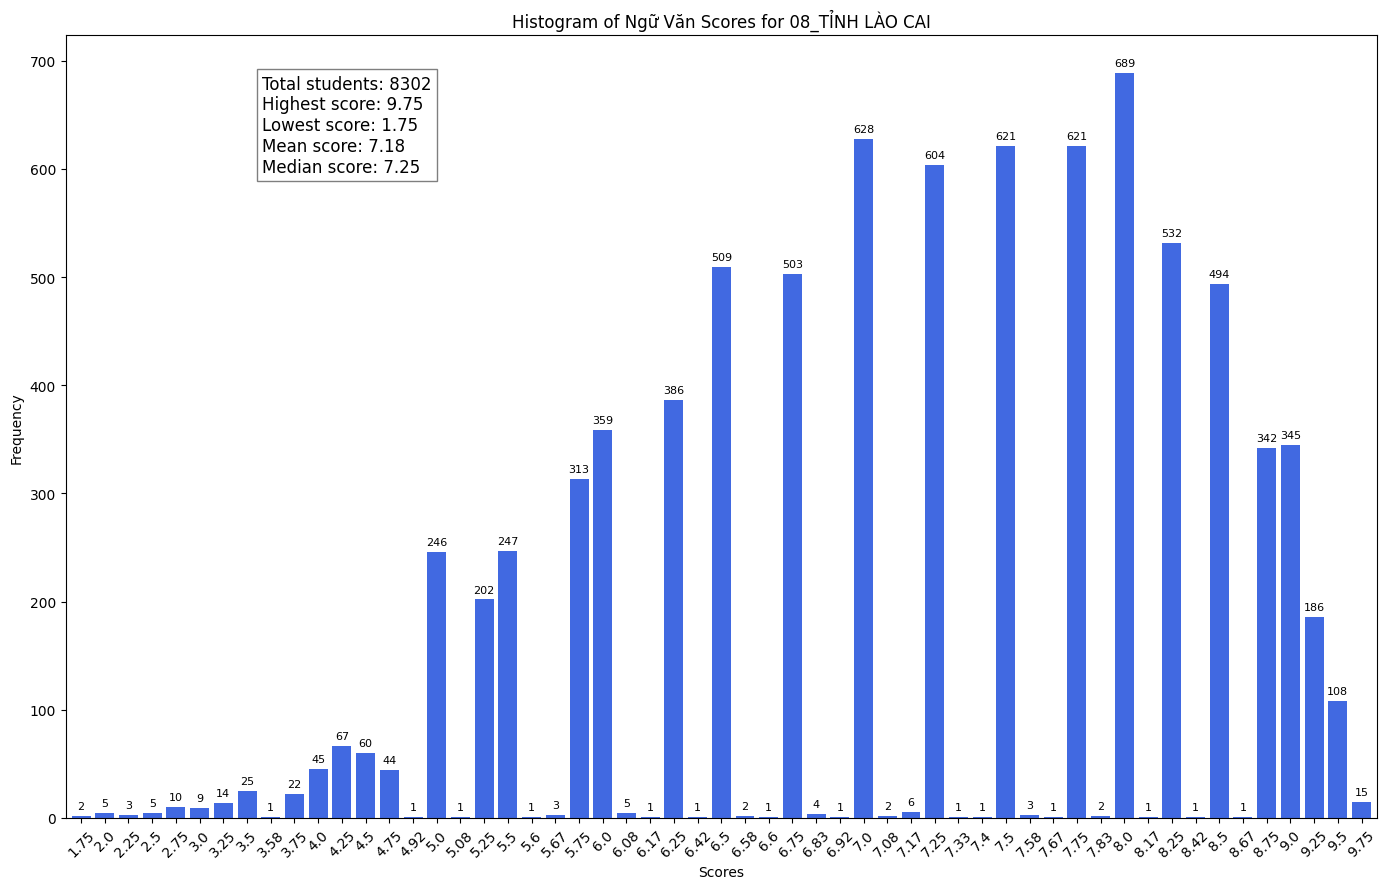 Histogram of Ngữ Văn Scores for 08_TỈNH LÀO CAI
Total students: 8302
Highest score: 9.75
Lowest score: 1.75
Mean score: 7.18
Median score: 7.25
Frequency
700
600
500
400
300
200
100
0
2 5 3 5 10 9 14 25 1 22 45 67 60 44 1 246 1 202 247 1 3 313 359 5 1 386 1 509 2 1 503 4 1 628 2 6 604 1 1 621 3 1 621 2 689 1 532 1 494 1 342 345 186 108 15
1.75 2.0 2.25 2.5 2.75 3.0 3.25 3.5 3.58 3.75 4.0 4.25 4.5 4.75 4.92 5.0 5.08 5.25 5.5 5.6 5.67 5.75 6.0 6.08 6.17 6.25 6.42 6.5 6.58 6.6 6.75 6.83 6.92 7.0 7.08 7.17 7.25 7.33 7.4 7.5 7.58 7.67 7.75 7.83 8.0 8.17 8.25 8.42 8.5 8.67 8.75 9.0 9.25 9.5 9.75
Scores